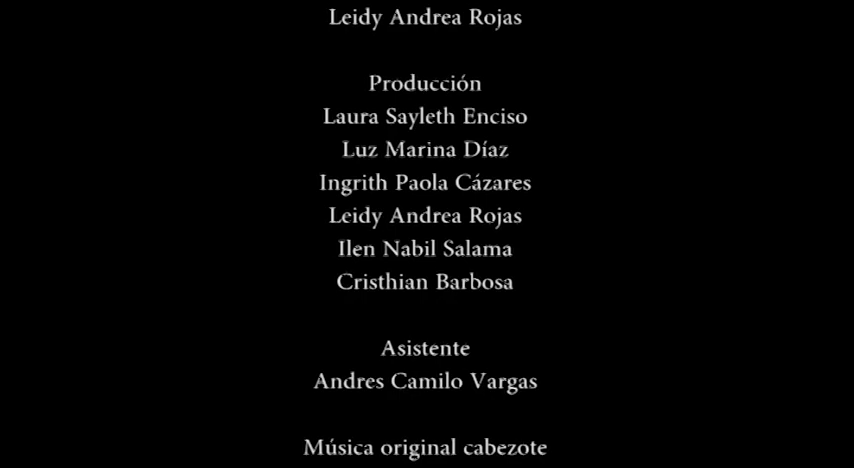 Leidy Andrea Rojas
Producción
Laura Sayleth Enciso
Luz Marina Díaz
Ingrith Paola Cázares
Leidy Andrea Rojas
Ilen Nabil Salama
Cristhian Barbosa
Asistente
Andres Camilo Vargas
Música original cabezote